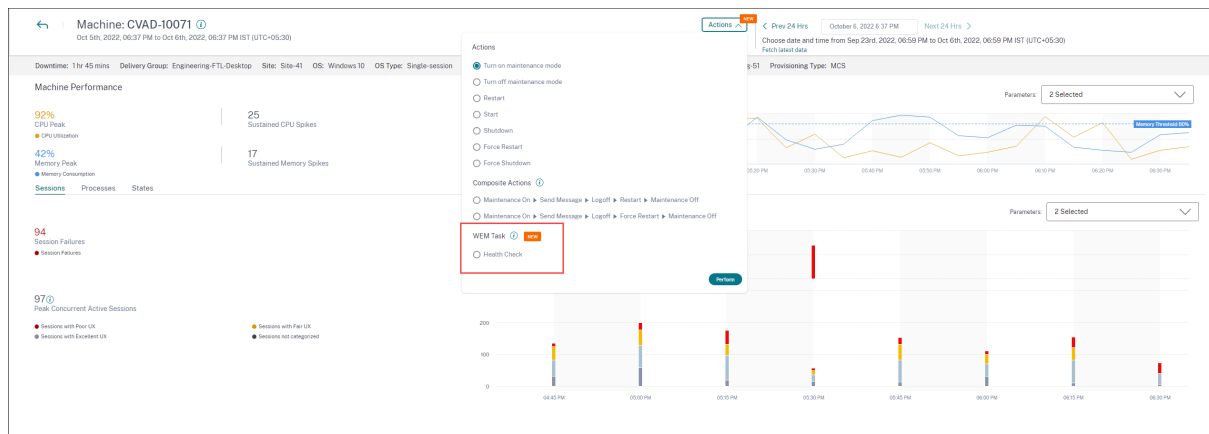 Machine: CVAD-10071
Oct 5th, 2022, 06:37 PM to Oct 6th, 2022, 06:37 PM IST (UTC+05:30)
Actions
NEW
Prev 24 Hrs
October 6, 2022 6:37 PM
Next 24 Hrs
Choose date and time from Sep 23rd, 2022, 06:59 PM to Oct 6th, 2022, 06:59 PM IST (UTC+05:30)
Fetch latest data
Downtime: 1 hr 45 mins Delivery Group: Engineering-FTL-Desktop Site: Site-41 OS: Windows 10 OS Type: Single-session
g-51 Provisioning Type: MCS
Actions
Turn on maintenance mode
Turn off maintenance mode
Restart
Start
Shutdown
Force Restart
Force Shutdown
Composite Actions
Maintenance On ▶ Send Message ▶ Logoff ▶ Restart ▶ Maintenance Off
Maintenance On ▶ Send Message ▶ Logoff ▶ Force Restart ▶ Maintenance Off
WEM Task NEW
Health Check
Perform
Machine Performance
Parameters: 2 Selected
92%
CPU Peak
CPU Utilization
25
Sustained CPU Spikes
42%
Memory Peak
Memory Consumption
17
Sustained Memory Spikes
Memory Threshold 90%
05:20 PM 05:30 PM 05:40 PM 05:50 PM 06:00 PM 06:10 PM 06:20 PM 06:30 PM
Sessions Processes States
Parameters: 2 Selected
94
Session Failures
Session Failures
97
Peak Concurrent Active Sessions
Sessions with Poor UX
Sessions with Fair UX
Sessions with Excellent UX
Sessions not categorized
200
100
0
04:45 PM 05:00 PM 05:15 PM 05:30 PM 05:45 PM 06:00 PM 06:15 PM 06:30 PM